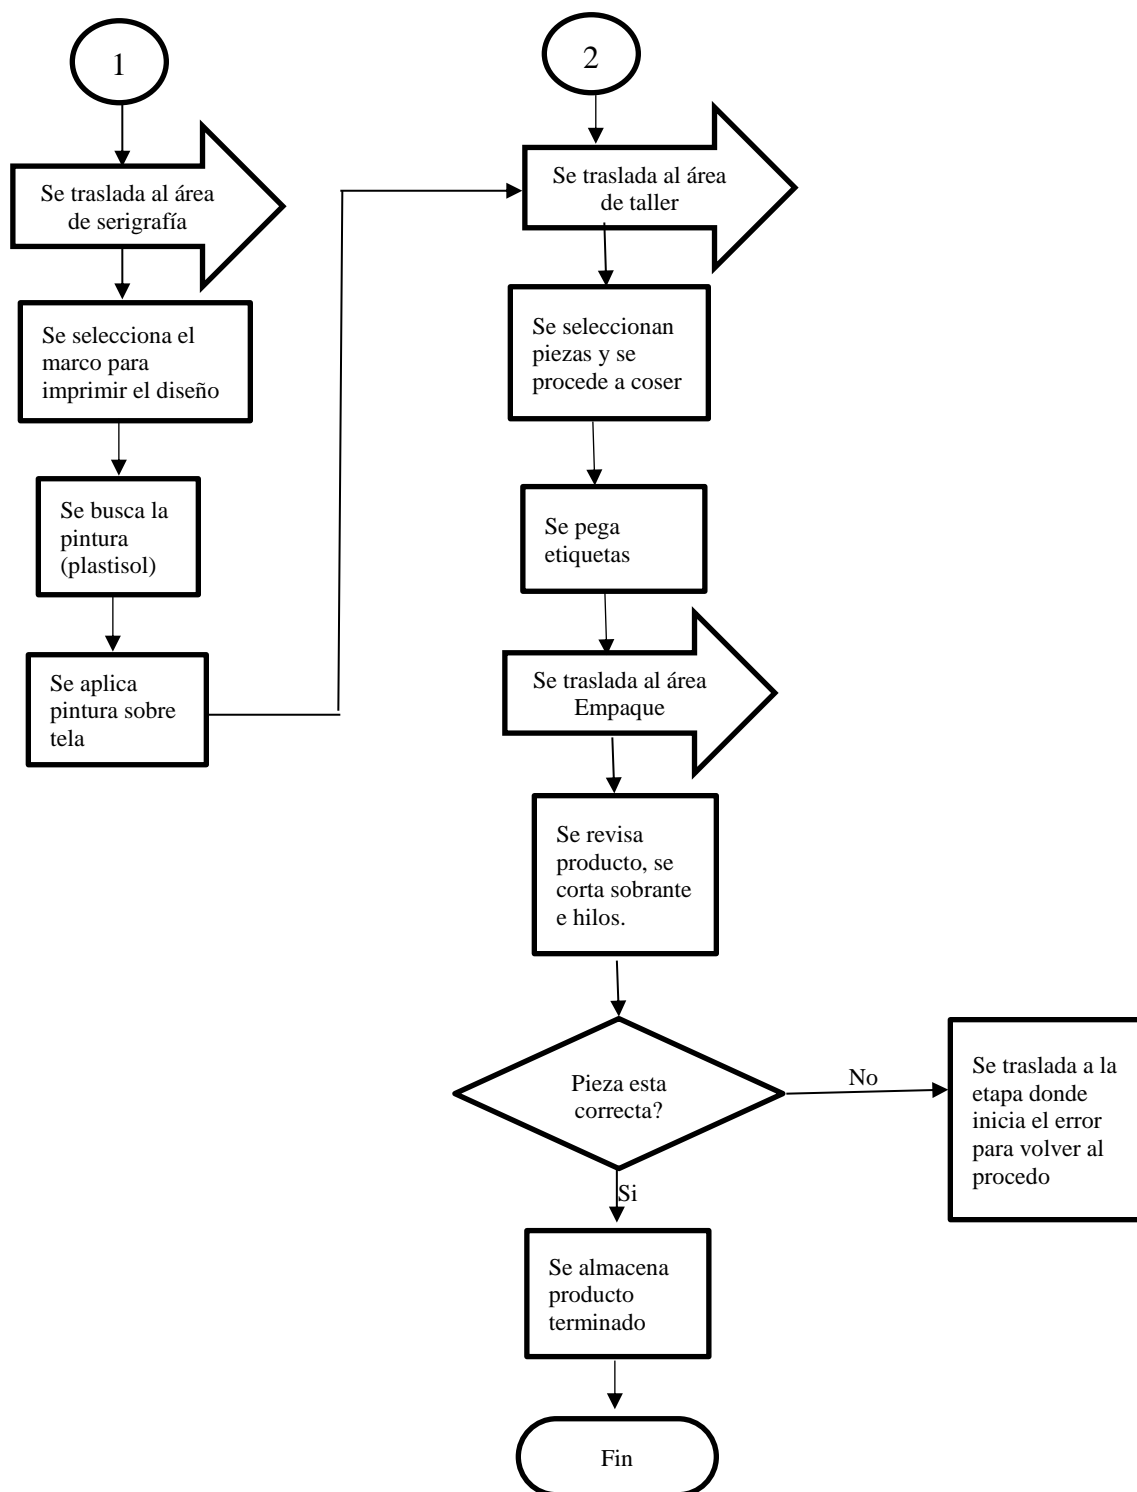 1
Se traslada al área
de serigrafía
Se selecciona el
marco para
imprimir el diseño
Se busca la
pintura
(plastisol)
Se aplica
pintura sobre
tela
2
Se traslada al área
de taller
Se seleccionan
piezas y se
procede a coser
Se pega
etiquetas
Se traslada al área
Empaque
Se revisa
producto, se
corta sobrante
e hilos.
Pieza esta
correcta?
No
Se traslada a la
etapa donde
inicia el error
para volver al
procedo
Si
Se almacena
producto
terminado
Fin